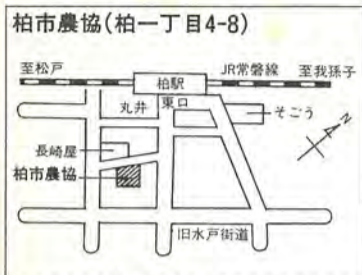 柏市農協(柏一丁目4-8)
至松戸 柏駅 JR常磐線 至我孫子
丸井 東口 そごう
長崎屋
柏市農協
旧水戸街道
N